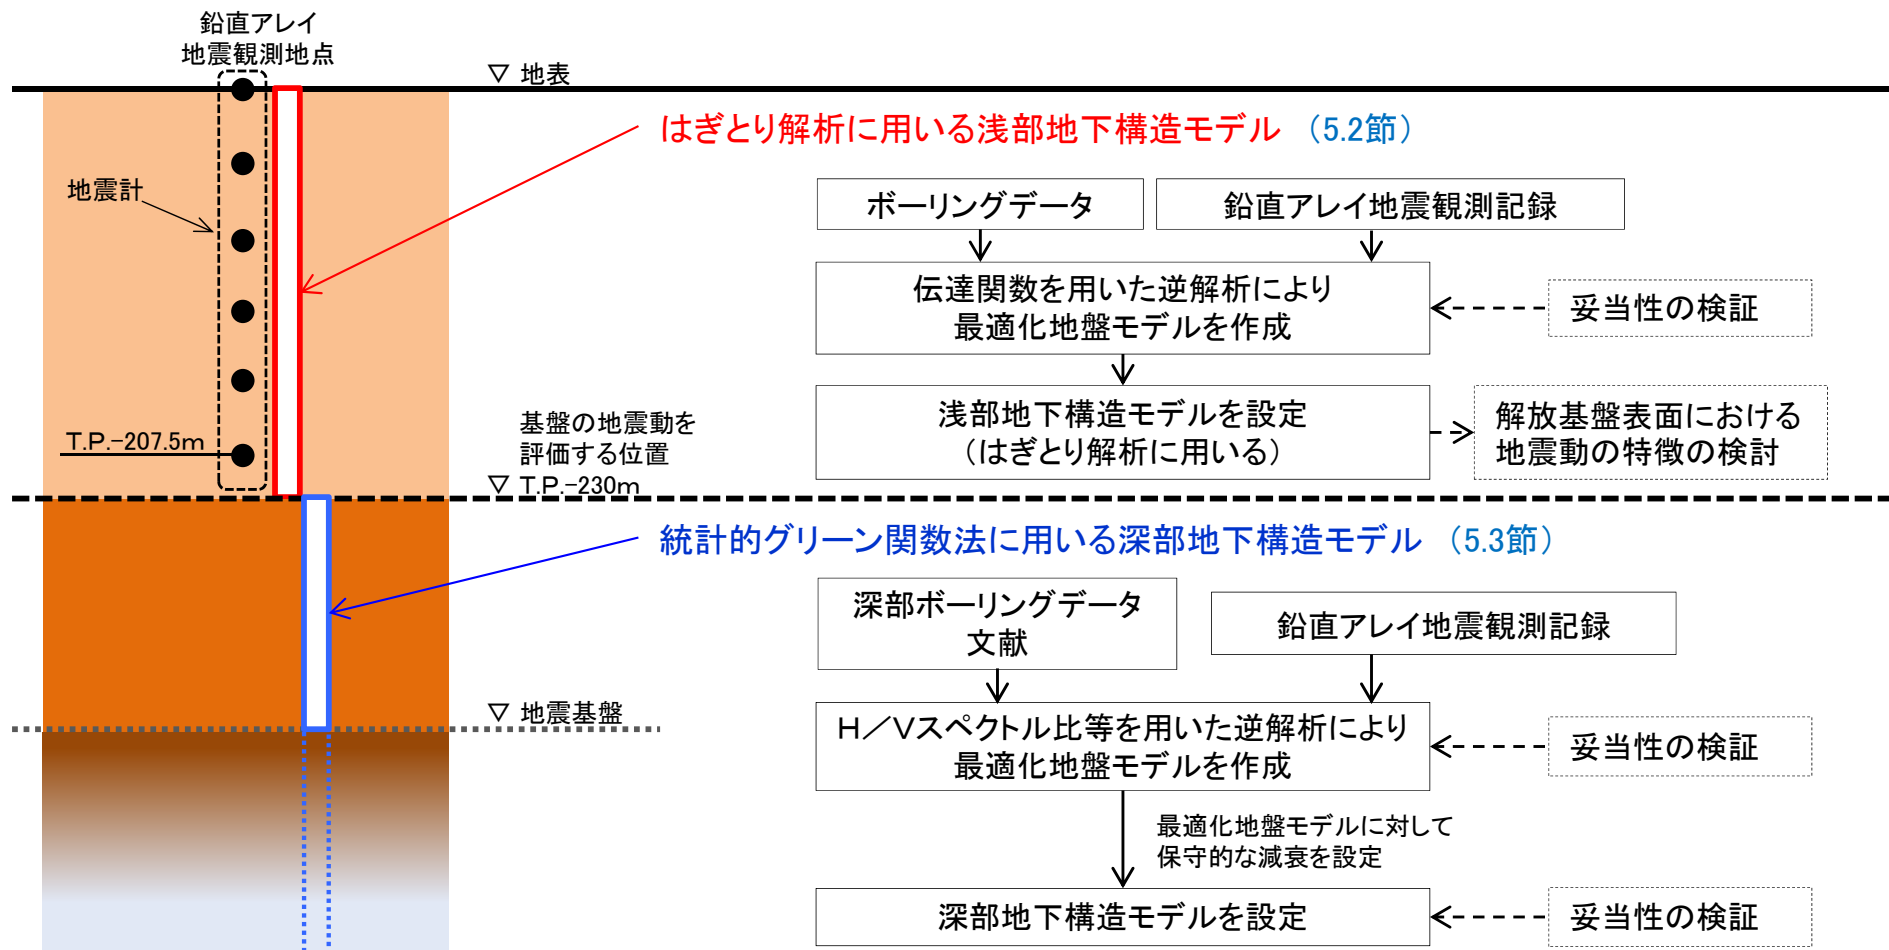 鉛直アレイ
地震観測地点
▽ 地表
はぎとり解析に用いる浅部地下構造モデル （5.2節）
地震計
ボーリングデータ
鉛直アレイ地震観測記録
伝達関数を用いた逆解析により
最適化地盤モデルを作成
妥当性の検証
浅部地下構造モデルを設定
（はぎとり解析に用いる）
解放基盤表面における
地震動の特徴の検討
基盤の地震動を
評価する位置
▽ T.P.-230m
T.P.-207.5m
統計的グリーン関数法に用いる深部地下構造モデル （5.3節）
深部ボーリングデータ
文献
鉛直アレイ地震観測記録
▽ 地震基盤
H／Vスペクトル比等を用いた逆解析により
最適化地盤モデルを作成
妥当性の検証
最適化地盤モデルに対して
保守的な減衰を設定
深部地下構造モデルを設定
妥当性の検証